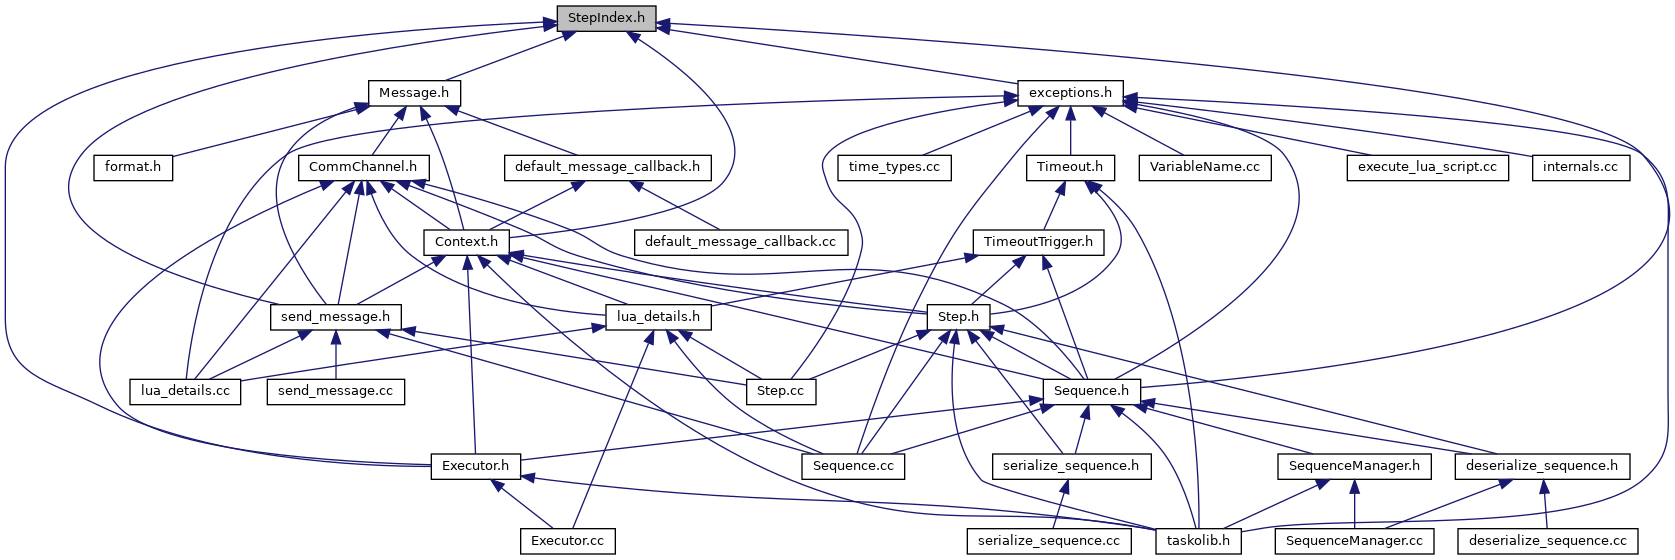 StepIndex.h
Message.h
exceptions.h
format.h
CommChannel.h
default_message_callback.h
time_types.cc
Timeout.h
VariableName.cc
execute_lua_script.cc
internals.cc
Context.h
default_message_callback.cc
TimeoutTrigger.h
send_message.h
lua_details.h
Step.h
lua_details.cc
send_message.cc
Step.cc
Sequence.h
Executor.h
Sequence.cc
serialize_sequence.h
SequenceManager.h
deserialize_sequence.h
Executor.cc
serialize_sequence.cc
taskolib.h
SequenceManager.cc
deserialize_sequence.cc